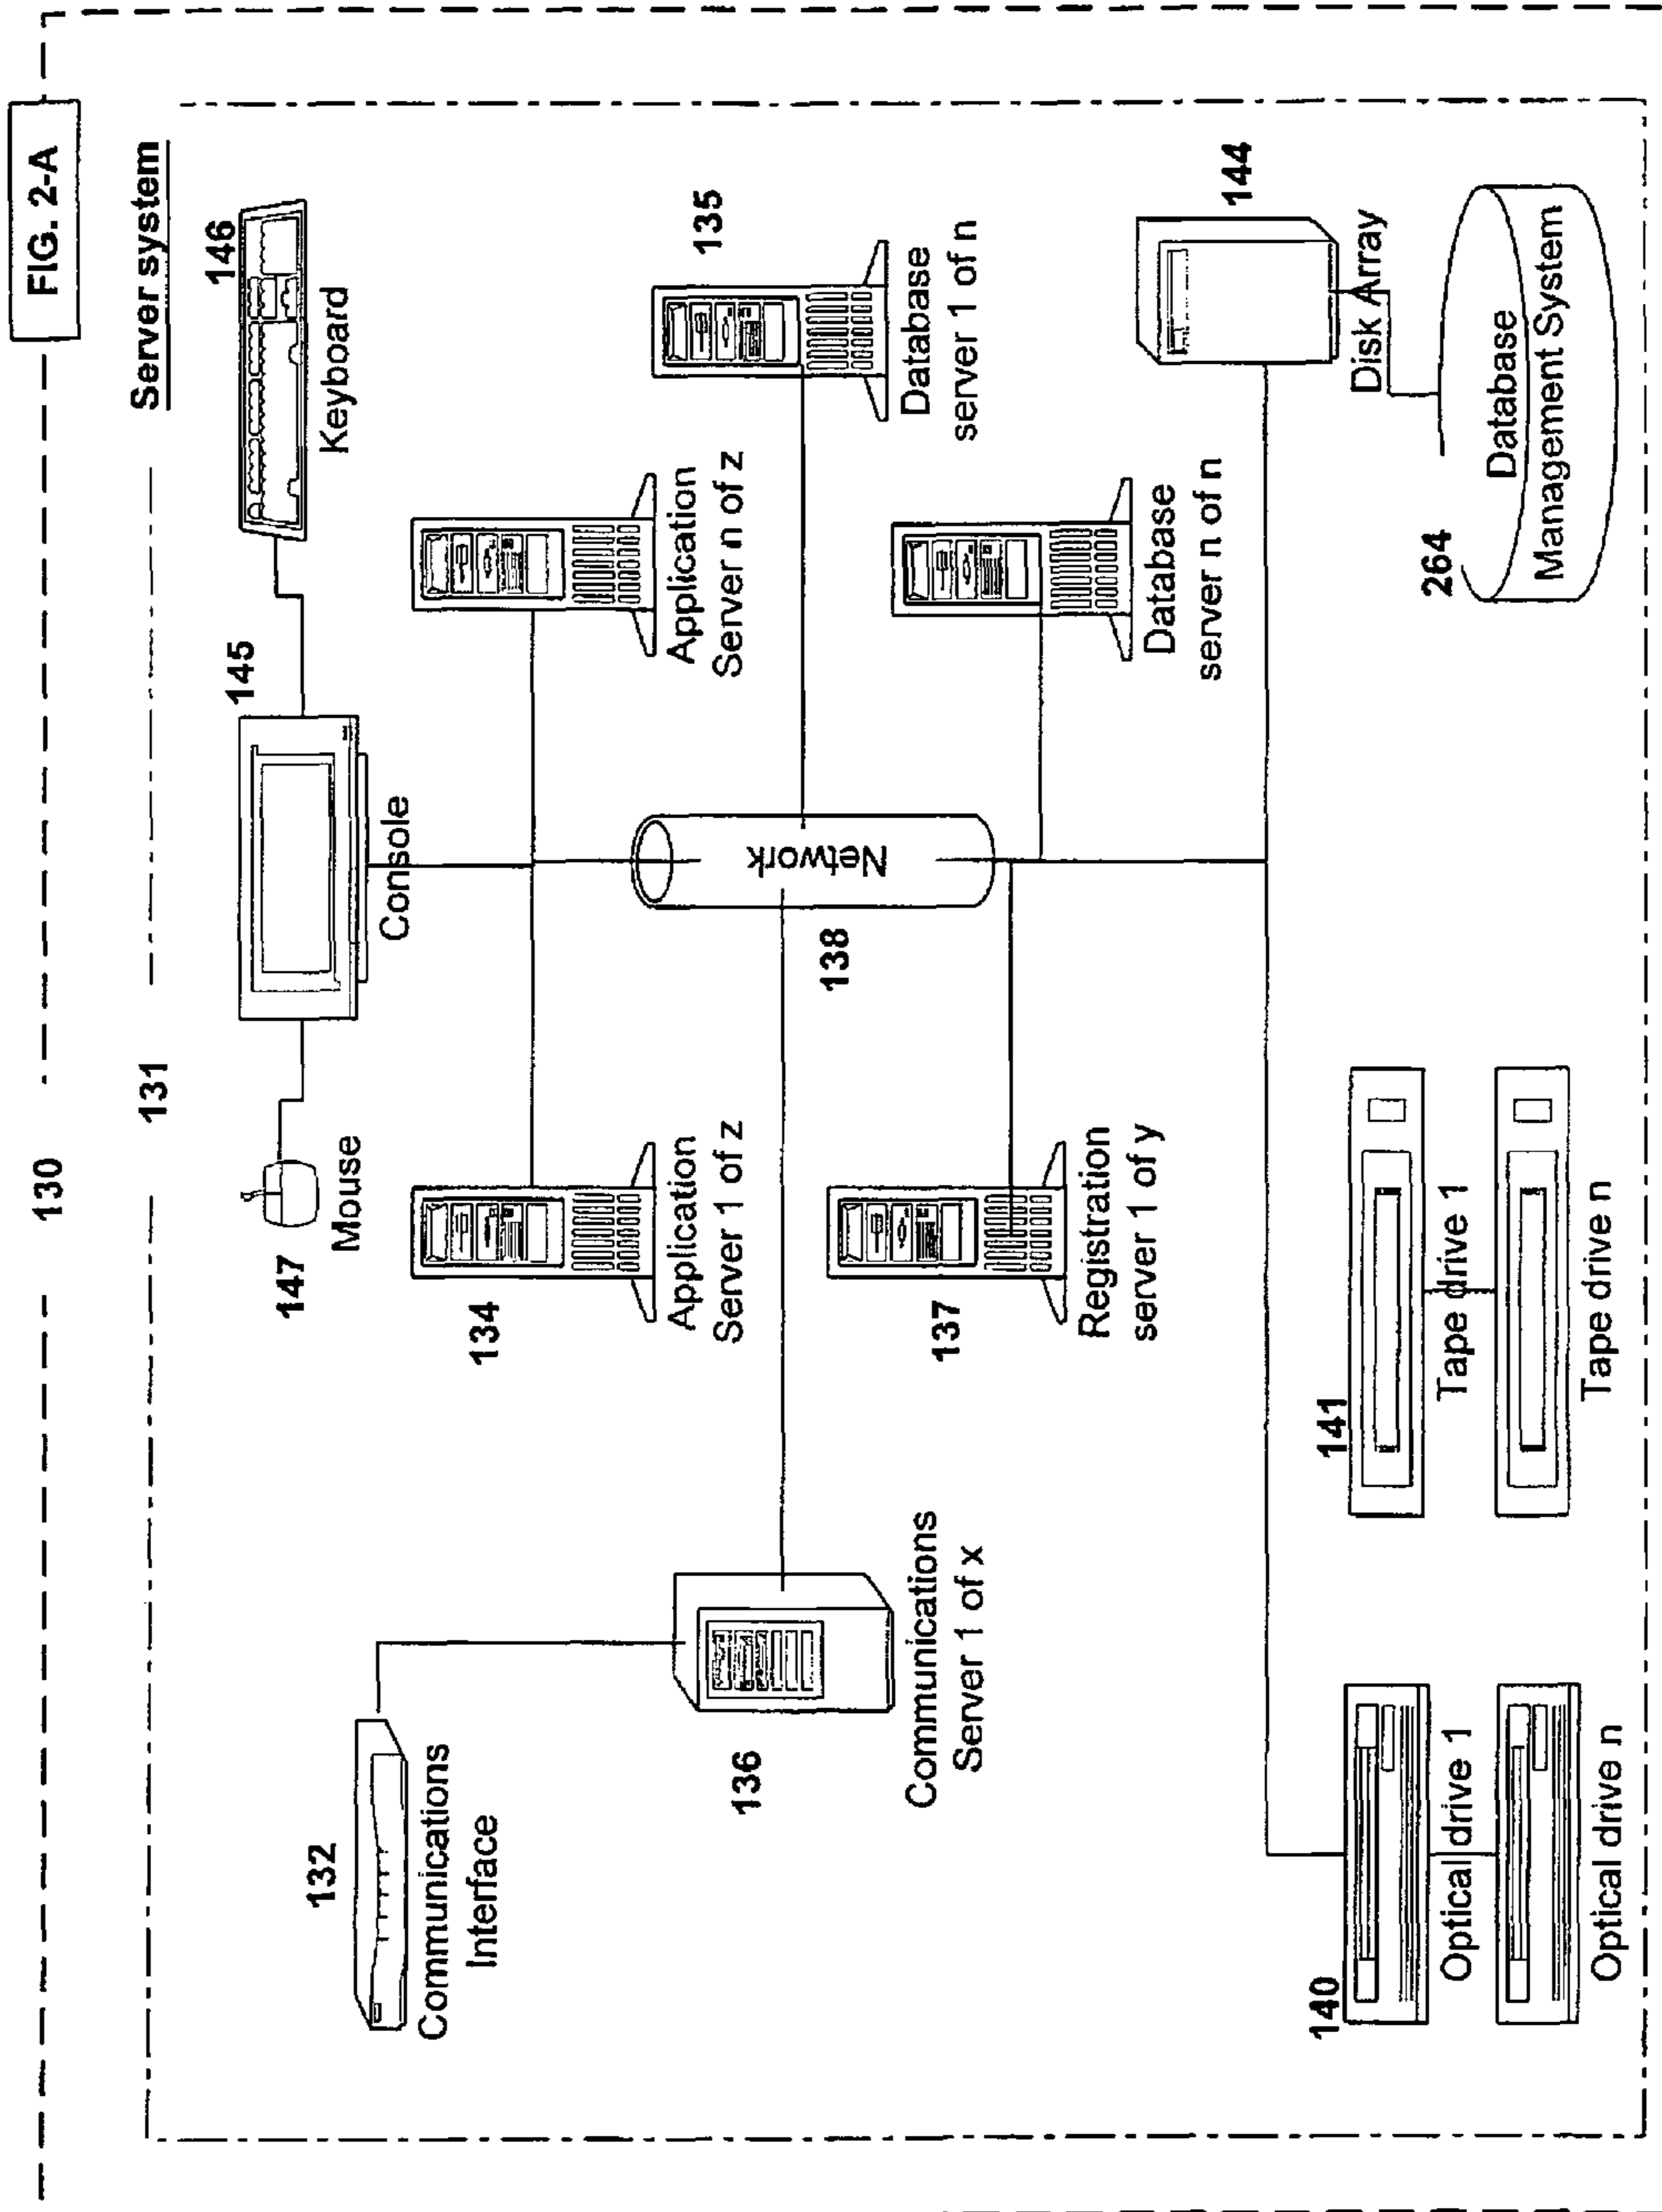 FIG. 2-A
130
Server system
131
147
Mouse
145
Console
146
Keyboard
132
Communications
Interface
134
Application
Server 1 of z
Application
Server n of z
136
Communications
Server 1 of x
138
Network
135
Database
server 1 of n
137
Registration
server 1 of y
Database
server n of n
140
Optical drive 1
Optical drive n
141
Tape drive 1
Tape drive n
144
Disk Array
264
Database
Management System